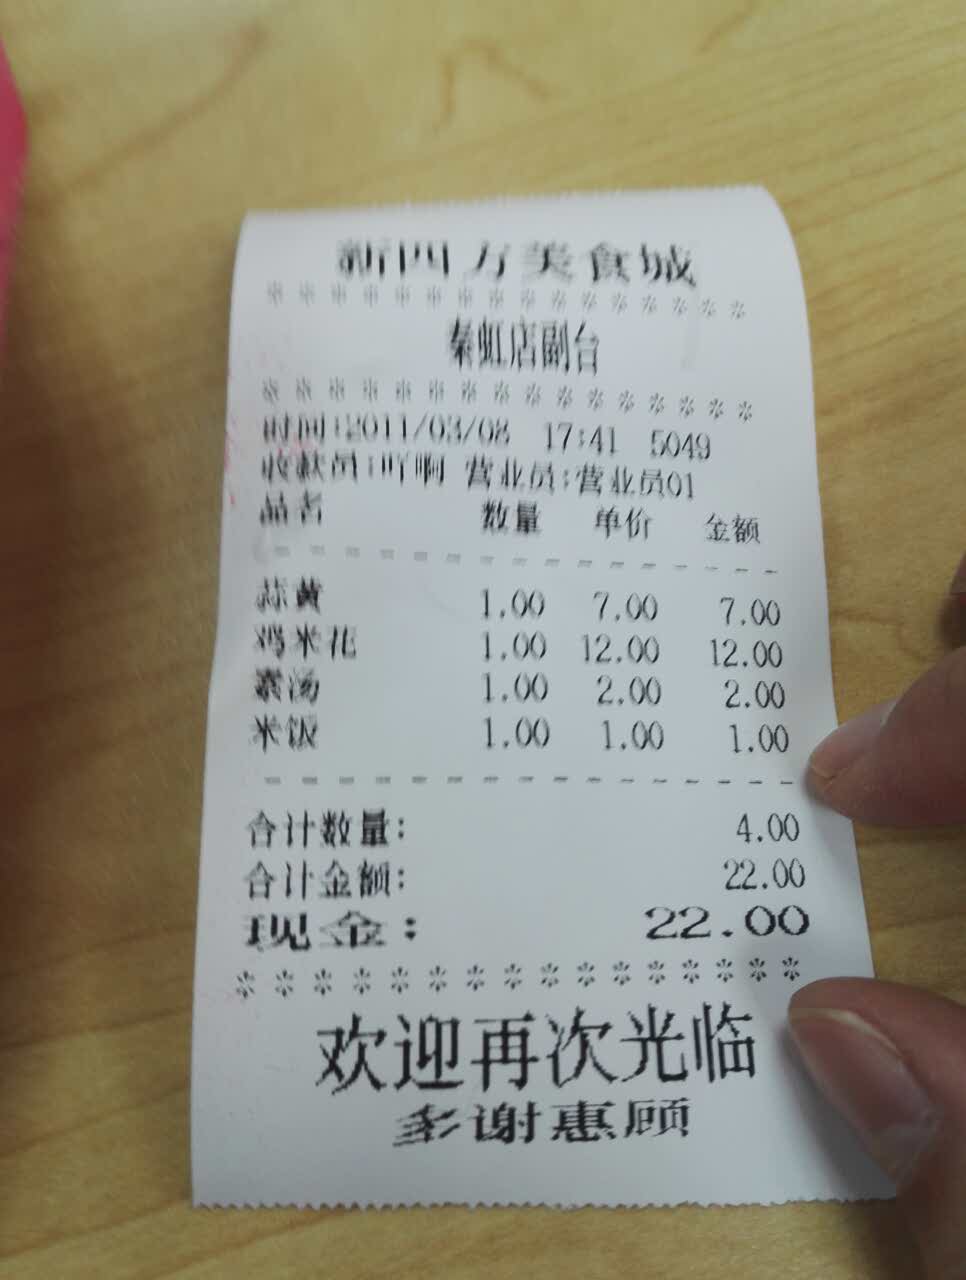 新四方美食城
******************
秦虹店副台
******************
时间:2011/03/08 17:41 5049
收款员:吖啊 营业员:营业员01
品名 数量 单价 金额
--------------------
蒜黄 1.00 7.00 7.00
鸡米花 1.00 12.00 12.00
素汤 1.00 2.00 2.00
米饭 1.00 1.00 1.00
--------------------
合计数量: 4.00
合计金额: 22.00
现金: 22.00
******************
欢迎再次光临
多谢惠顾